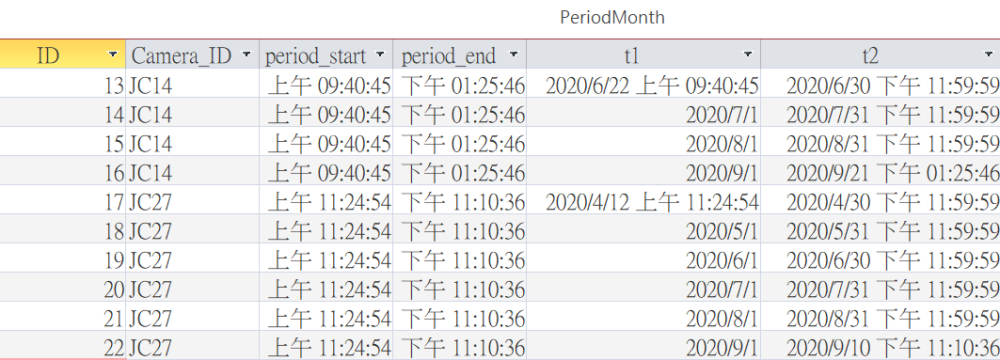 PeriodMonth
ID Camera_ID period_start period_end t1 t2
13 JC14 上午 09:40:45 下午 01:25:46 2020/6/22 上午 09:40:45 2020/6/30 下午 11:59:59
14 JC14 上午 09:40:45 下午 01:25:46 2020/7/1 2020/7/31 下午 11:59:59
15 JC14 上午 09:40:45 下午 01:25:46 2020/8/1 2020/8/31 下午 11:59:59
16 JC14 上午 09:40:45 下午 01:25:46 2020/9/1 2020/9/21 下午 01:25:46
17 JC27 上午 11:24:54 下午 11:10:36 2020/4/12 上午 11:24:54 2020/4/30 下午 11:59:59
18 JC27 上午 11:24:54 下午 11:10:36 2020/5/1 2020/5/31 下午 11:59:59
19 JC27 上午 11:24:54 下午 11:10:36 2020/6/1 2020/6/30 下午 11:59:59
20 JC27 上午 11:24:54 下午 11:10:36 2020/7/1 2020/7/31 下午 11:59:59
21 JC27 上午 11:24:54 下午 11:10:36 2020/8/1 2020/8/31 下午 11:59:59
22 JC27 上午 11:24:54 下午 11:10:36 2020/9/1 2020/9/10 下午 11:10:36